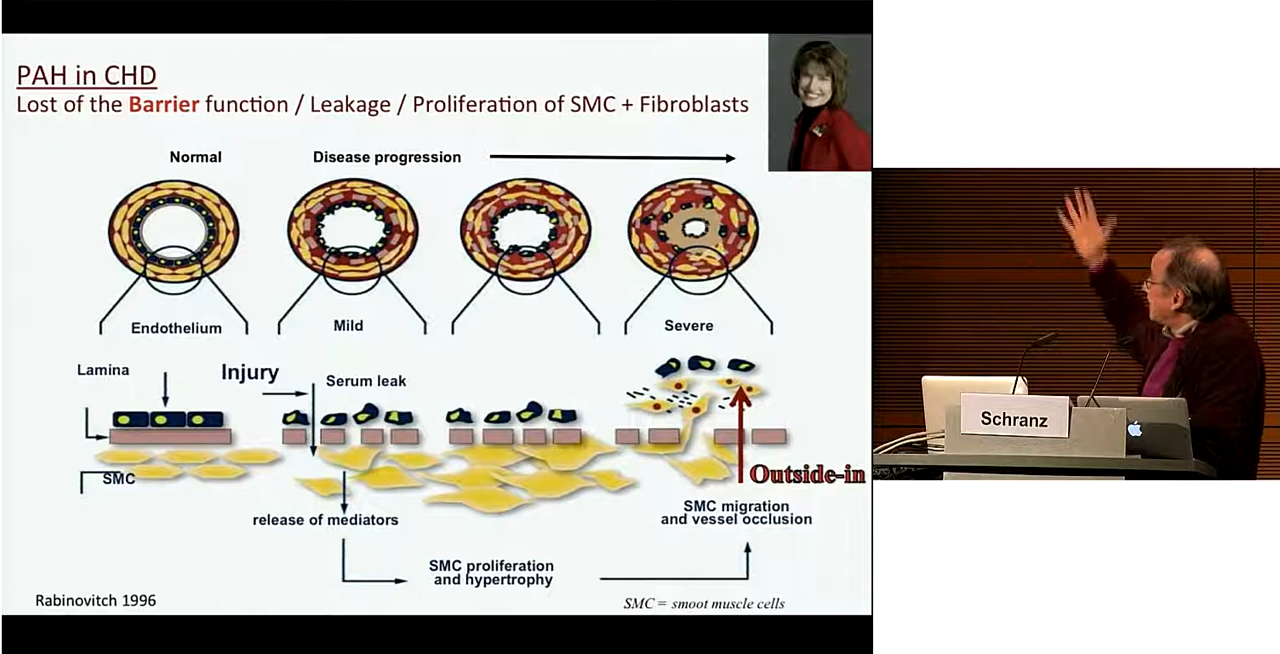 PAH in CHD
Lost of the Barrier function / Leakage / Proliferation of SMC + Fibroblasts
Normal
Disease progression
Endothelium
Mild
Severe
Lamina
Injury
Serum leak
SMC
Outside-in
release of mediators
SMC migration
and vessel occlusion
SMC proliferation
and hypertrophy
Rabinovitch 1996
SMC = smoot muscle cells
Schranz